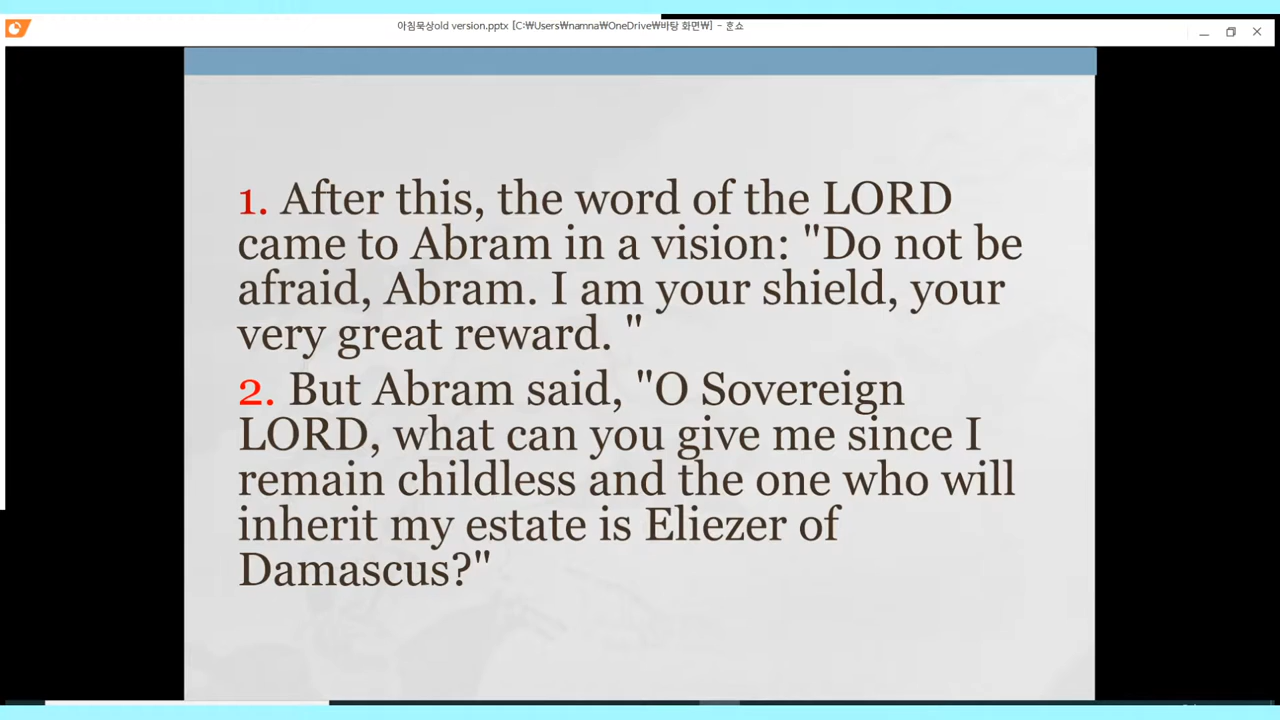 아침묵상old version.pptx [C:₩Users₩namna₩OneDrive₩바탕 화면₩] - 훈쇼
1. After this, the word of the LORD
came to Abram in a vision: "Do not be
afraid, Abram. I am your shield, your
very great reward. "
2. But Abram said, "O Sovereign
LORD, what can you give me since I
remain childless and the one who will
inherit my estate is Eliezer of
Damascus?"